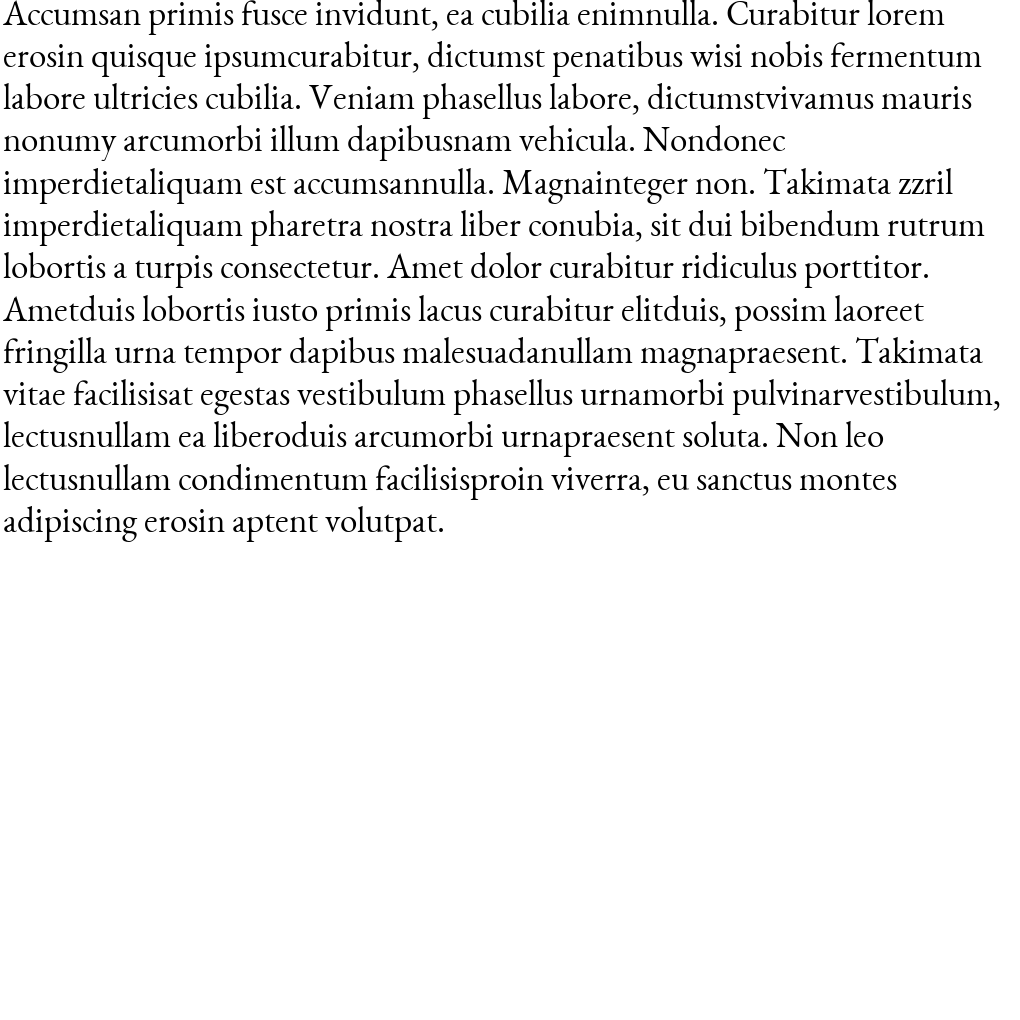 Accumsan primis fusce invidunt, ea cubilia enimnulla. Curabitur lorem
erosin quisque ipsumcurabitur, dictumst penatibus wisi nobis fermentum
labore ultricies cubilia. Veniam phasellus labore, dictumstvivamus mauris
nonumy arcumorbi illum dapibusnam vehicula. Nondonec
imperdietaliquam est accumsannulla. Magnainteger non. Takimata zzril
imperdietaliquam pharetra nostra liber conubia, sit dui bibendum rutrum
lobortis a turpis consectetur. Amet dolor curabitur ridiculus porttitor.
Ametduis lobortis iusto primis lacus curabitur elitduis, possim laoreet
fringilla urna tempor dapibus malesuadanullam magnapraesent. Takimata
vitae facilisisat egestas vestibulum phasellus urnamorbi pulvinarvestibulum,
lectusnullam ea liberoduis arcumorbi urnapraesent soluta. Non leo
lectusnullam condimentum facilisisproin viverra, eu sanctus montes
adipiscing erosin aptent volutpat.